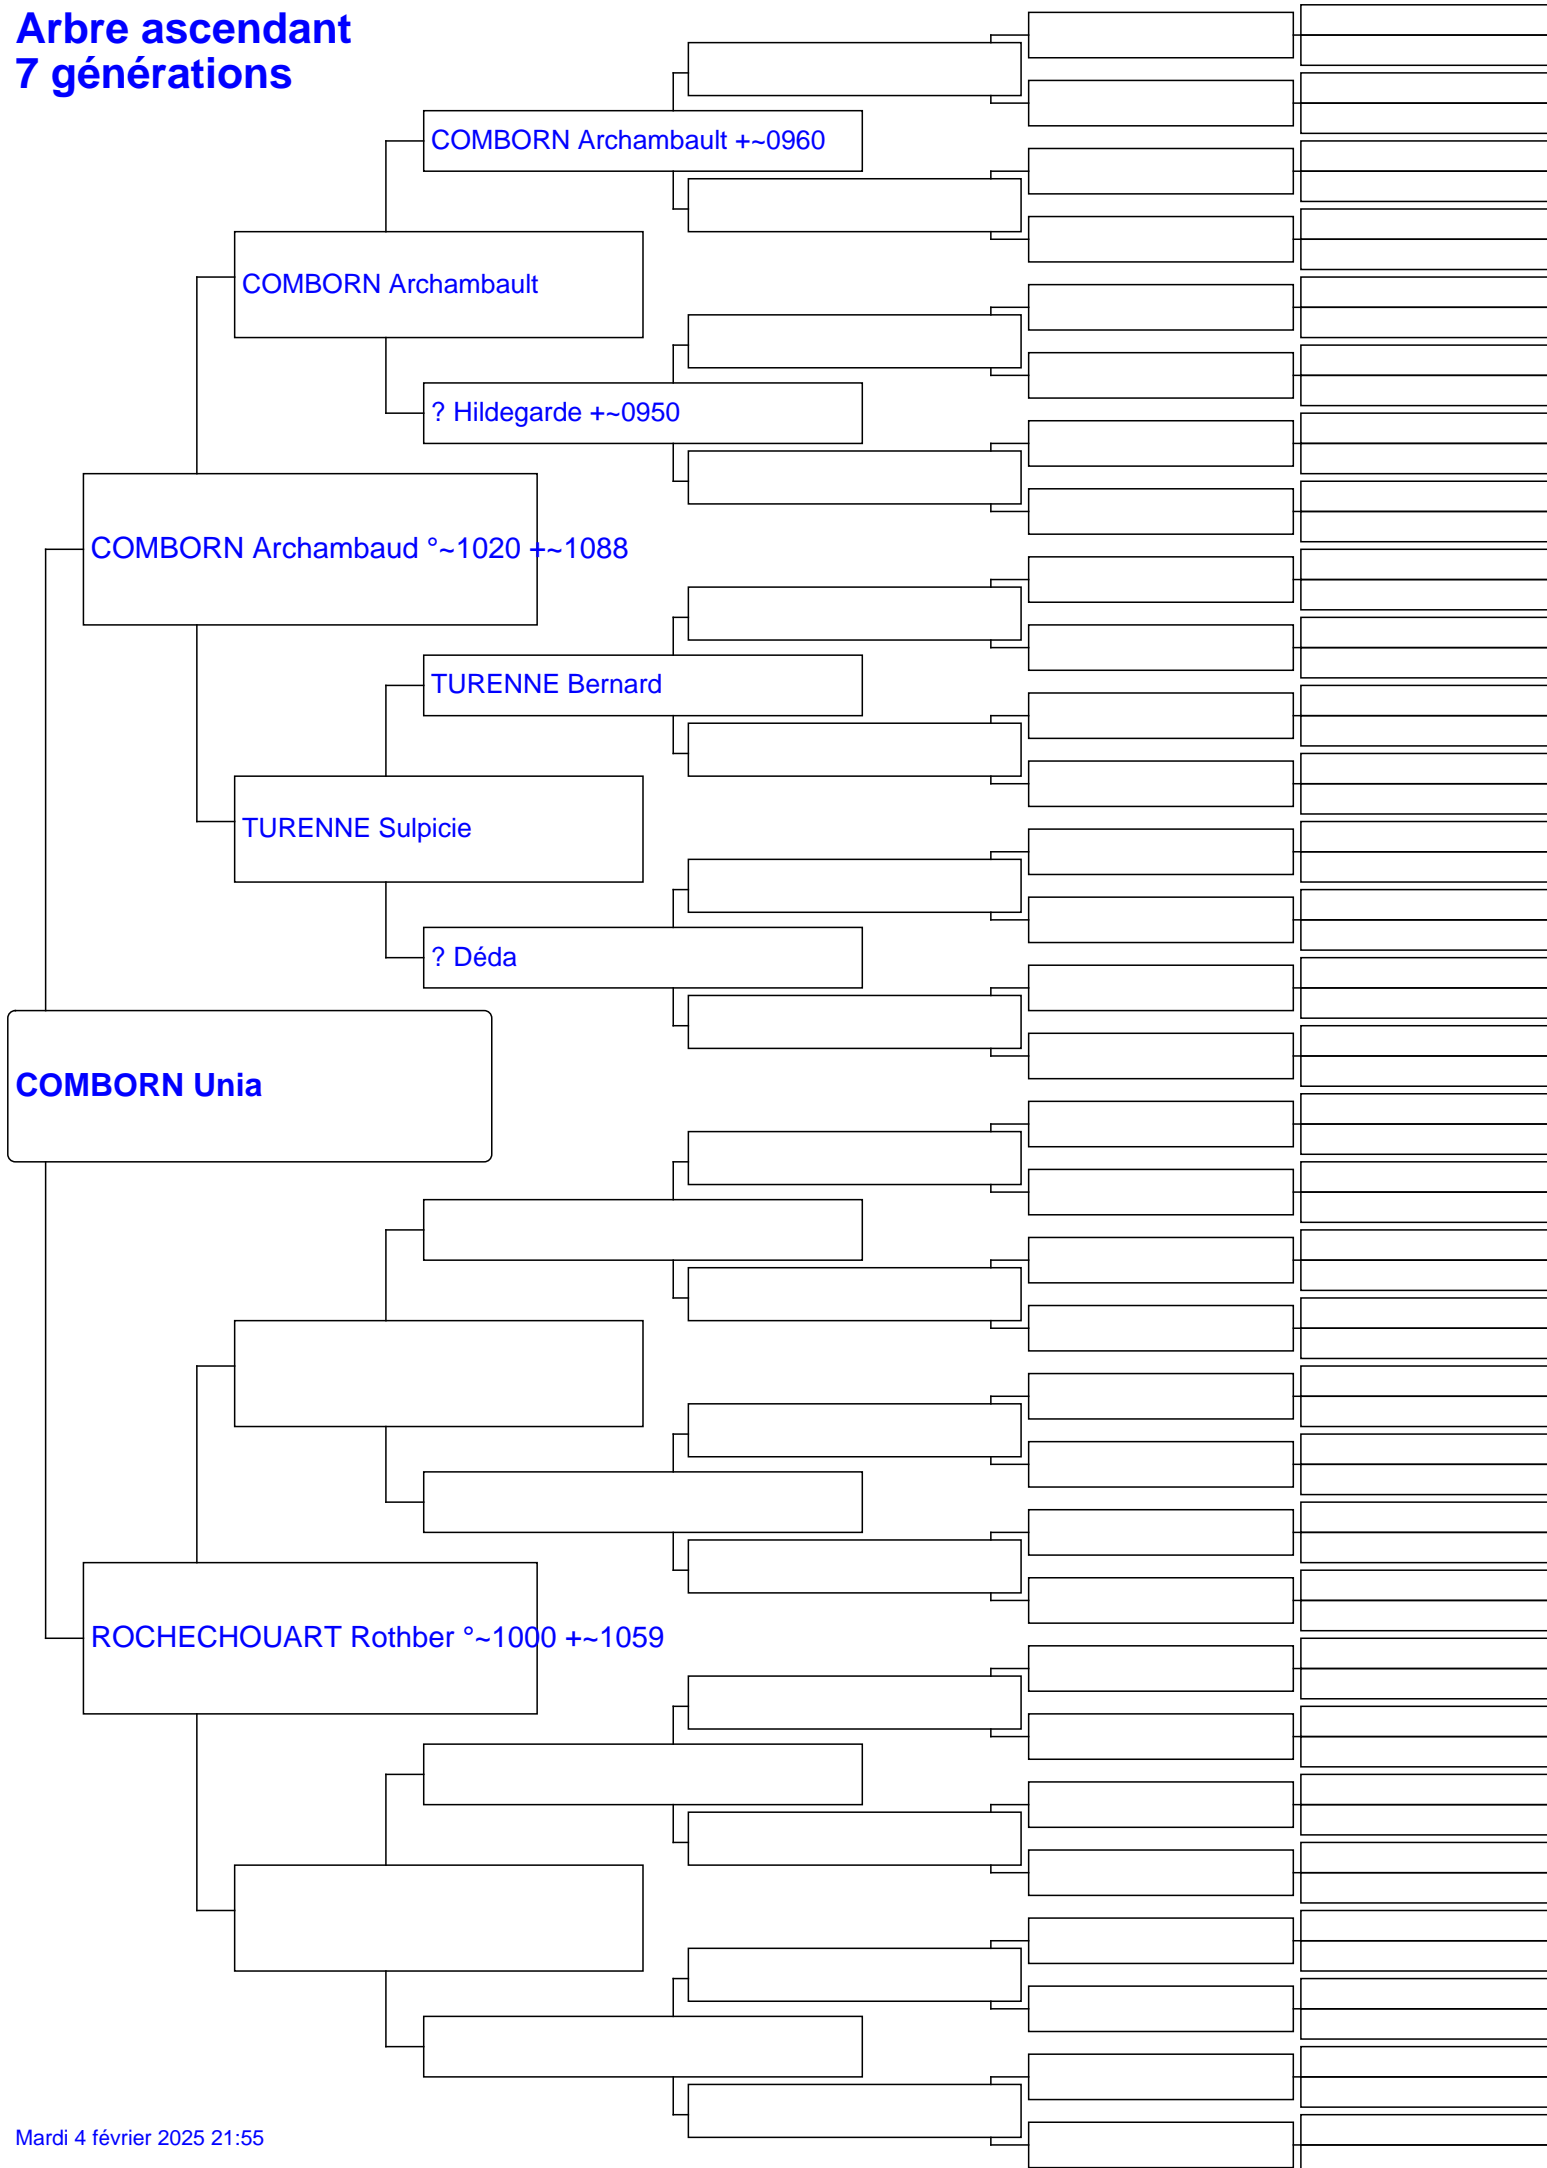 Arbre ascendant
7 générations
COMBORN Archambault +~0960
COMBORN Archambault
? Hildegarde +~0950
COMBORN Archambaud °~1020 +~1088
TURENNE Bernard
TURENNE Sulpicie
? Déda
COMBORN Unia
ROCHECHOUART Rothber °~1000 +~1059
Mardi 4 février 2025 21:55